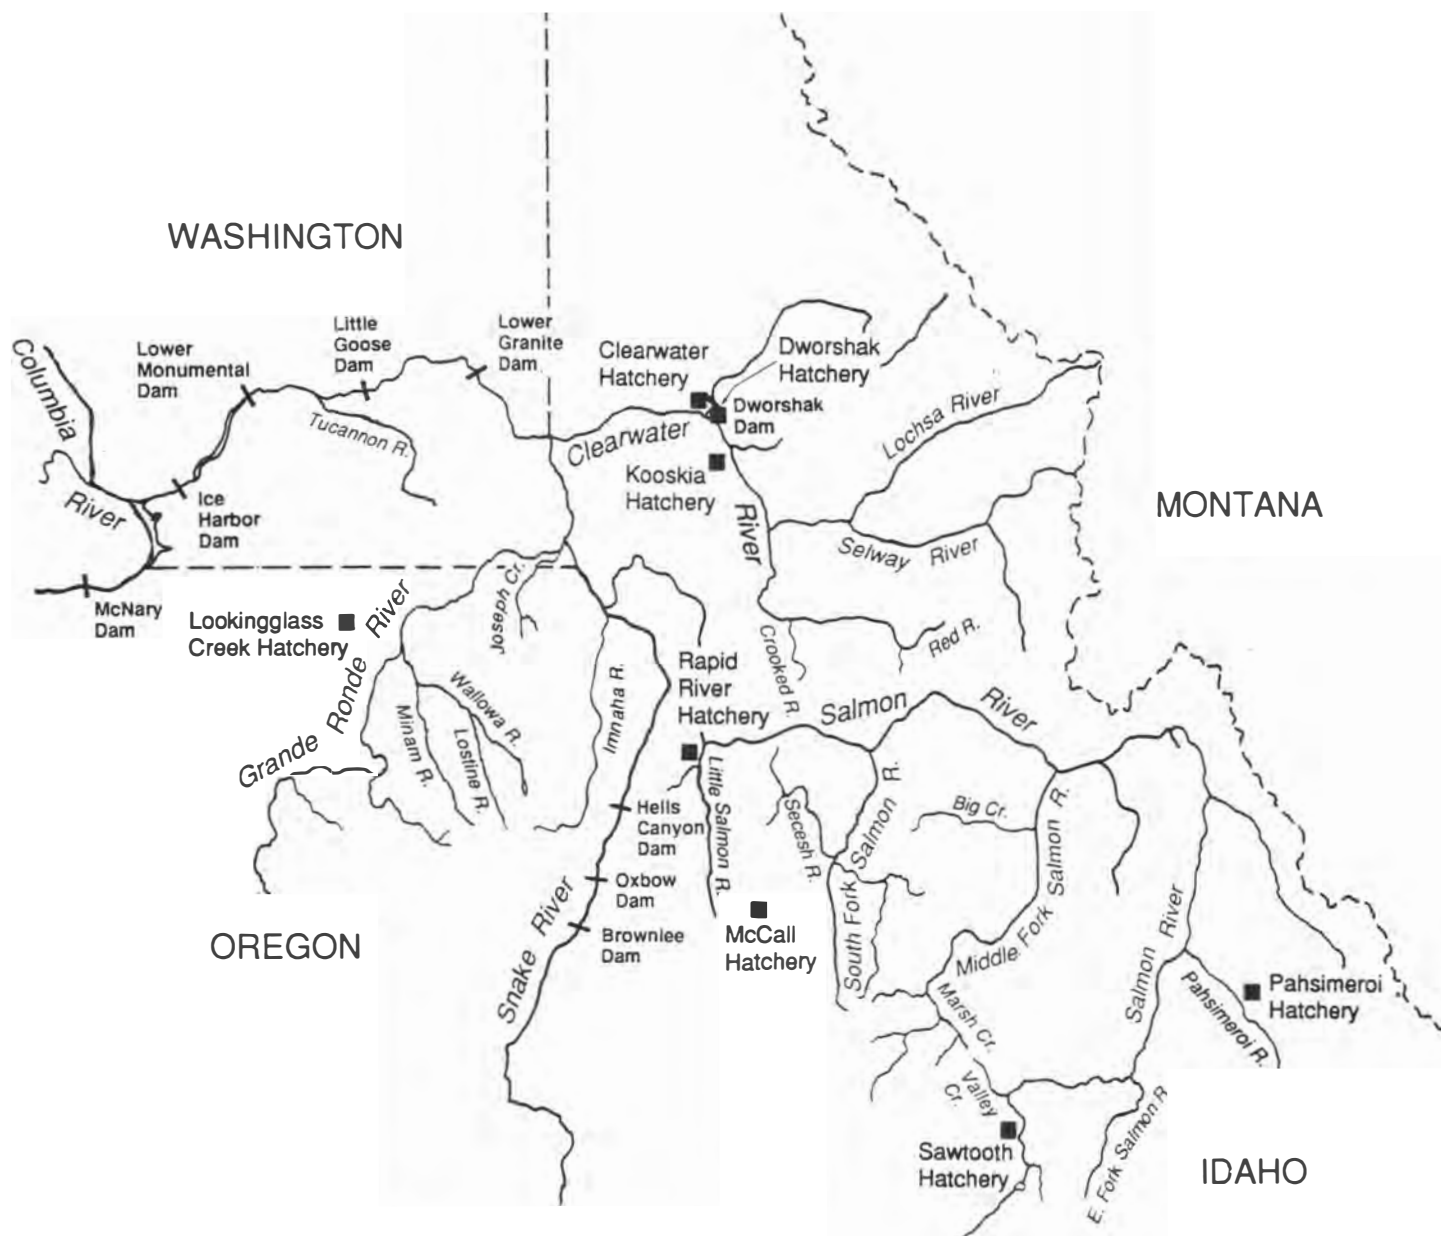 WASHINGTON
Little
Goose
Dam
Lower
Granite
Dam
Lower
Monumental
Dam
Columbia
River
Clearwater
Hatchery
Dworshak
Hatchery
Dworshak
Dam
Tucannon R.
Clearwater
River
Lochsa River
Kooskia
Hatchery
Ice
Harbor
Dam
MONTANA
Selway River
McNary
Dam
Lookingglass
Creek Hatchery
Grande Ronde River
Joseph Cr.
Crooked R.
Red R.
Rapid
River
Hatchery
Wallowa R.
Minam R.
Lostine R.
Imnaha R.
Salmon River
Little Salmon R.
Secesh R.
South Fork Salmon R.
Big Cr.
Middle Fork Salmon R.
Hells
Canyon
Dam
Oxbow
Dam
Brownlee
Dam
Snake River
OREGON
McCall
Hatchery
Salmon River
Pahsimeroi R.
Pahsimeroi
Hatchery
Marsh Cr.
Valley
Cr.
Sawtooth
Hatchery
E. Fork Salmon R
IDAHO